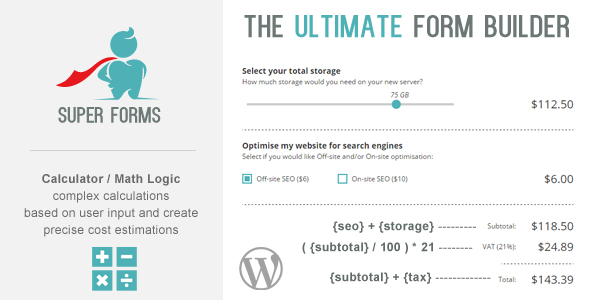 SUPER FORMS
Calculator / Math Logic
complex calculations
based on user input and create
precise cost estimations
THE ULTIMATE FORM BUILDER
Select your total storage
How much storage would you need on your new server?
75 GB
$112.50
Optimise my website for search engines
Select if you would like Off-site and/or On-site optimisation:
Off-site SEO ($6) On-site SEO ($10) $6.00
{seo} + {storage} --------- Subtotal: $118.50
( {subtotal} / 100 ) * 21 -------- VAT (21%): $24.89
{subtotal} + {tax} ------------- Total: $143.39